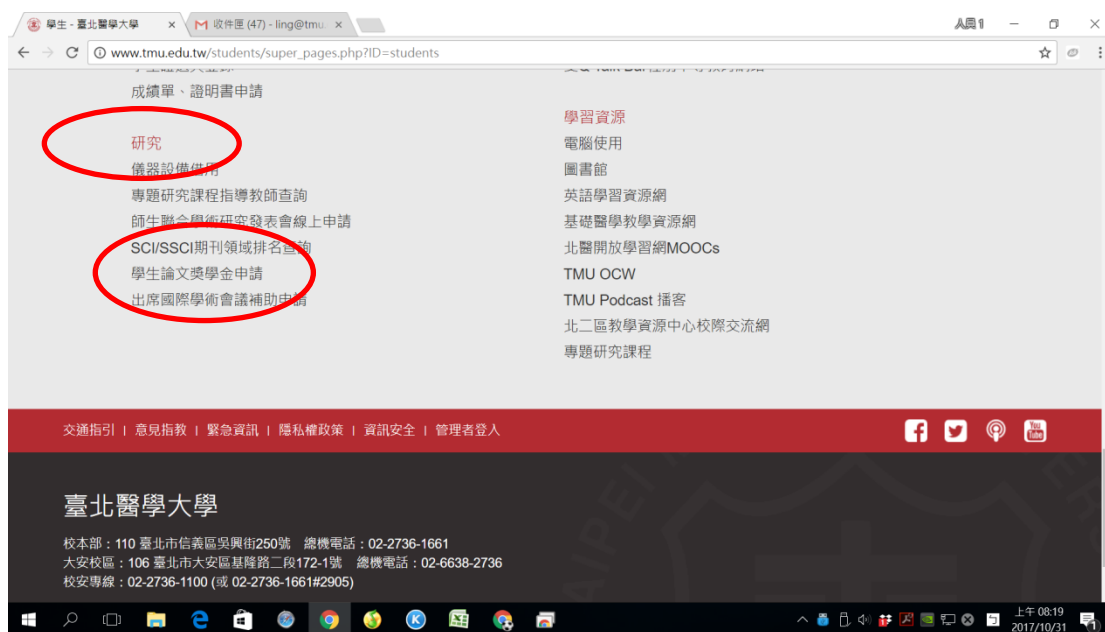 學生 - 臺北醫學大學
收件匣 (47) - ling@tmu.
www.tmu.edu.tw/students/super_pages.php?ID=students
成績單、證明書申請
研究
儀器設備借用
專題研究課程指導教師查詢
師生聯合學術研究發表會線上申請
SCI/SSCI期刊領域排名查詢
學生論文獎學金申請
出席國際學術會議補助申請
學習資源
電腦使用
圖書館
英語學習資源網
基礎醫學教學資源網
北醫開放學習網MOOCs
TMU OCW
TMU Podcast 播客
北二區教學資源中心校際交流網
專題研究課程
交通指引 | 意見指教 | 緊急資訊 | 隱私權政策 | 資訊安全 | 管理者登入
You Tube
臺北醫學大學
校本部：110 臺北市信義區吳興街250號 總機電話：02-2736-1661
大安校區：106 臺北市大安區基隆路二段172-1號 總機電話：02-6638-2736
校安專線：02-2736-1100 (或 02-2736-1661#2905)
上午 08:19
2017/10/31